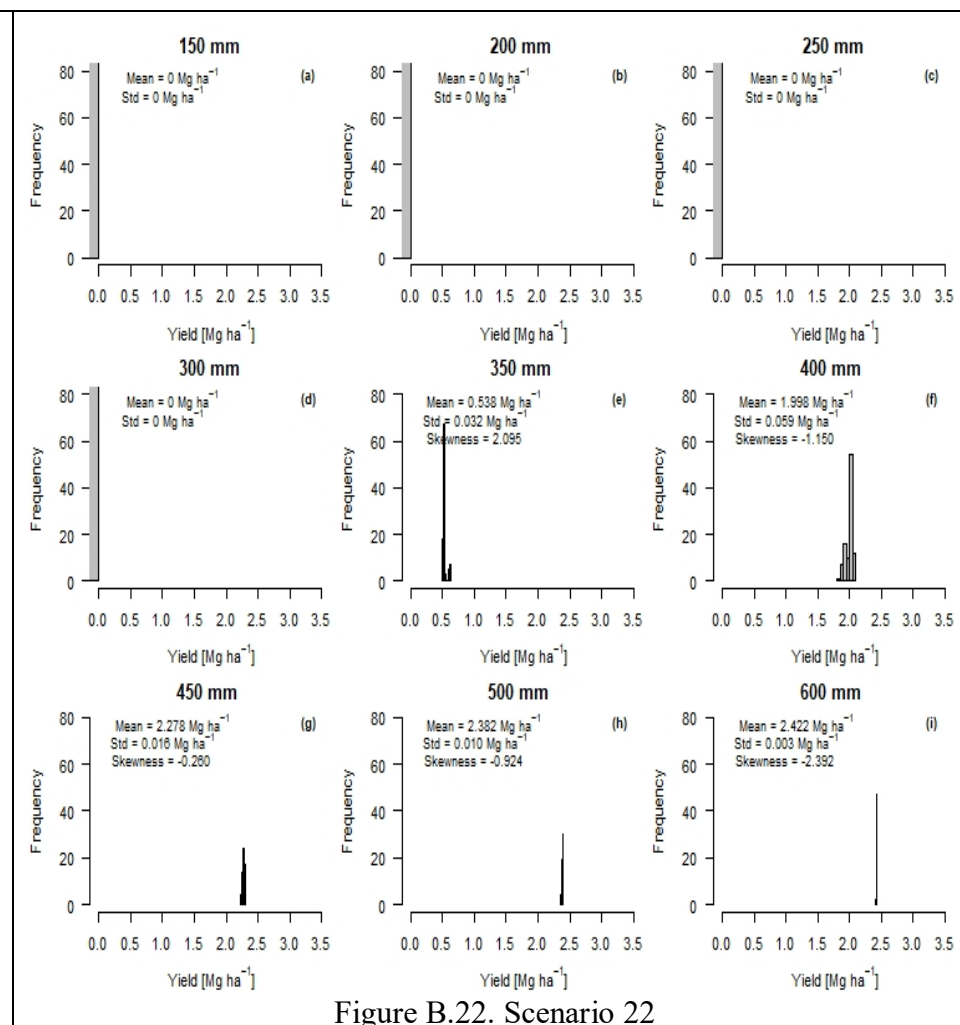 150 mm
Mean = 0 Mg ha⁻¹
Std = 0 Mg ha⁻¹
(a)
80
60
40
20
0
Frequency
0.0 0.5 1.0 1.5 2.0 2.5 3.0 3.5
Yield [Mg ha⁻¹]
200 mm
Mean = 0 Mg ha⁻¹
Std = 0 Mg ha⁻¹
(b)
80
60
40
20
0
Frequency
0.0 0.5 1.0 1.5 2.0 2.5 3.0 3.5
Yield [Mg ha⁻¹]
250 mm
Mean = 0 Mg ha⁻¹
Std = 0 Mg ha⁻¹
(c)
80
60
40
20
0
Frequency
0.0 0.5 1.0 1.5 2.0 2.5 3.0 3.5
Yield [Mg ha⁻¹]
300 mm
Mean = 0 Mg ha⁻¹
Std = 0 Mg ha⁻¹
(d)
80
60
40
20
0
Frequency
0.0 0.5 1.0 1.5 2.0 2.5 3.0 3.5
Yield [Mg ha⁻¹]
350 mm
Mean = 0.538 Mg ha⁻¹
Std = 0.032 Mg ha⁻¹
Skewness = 2.095
(e)
80
60
40
20
0
Frequency
0.0 0.5 1.0 1.5 2.0 2.5 3.0 3.5
Yield [Mg ha⁻¹]
400 mm
Mean = 1.998 Mg ha⁻¹
Std = 0.059 Mg ha⁻¹
Skewness = -1.150
(f)
80
60
40
20
0
Frequency
0.0 0.5 1.0 1.5 2.0 2.5 3.0 3.5
Yield [Mg ha⁻¹]
450 mm
Mean = 2.278 Mg ha⁻¹
Std = 0.016 Mg ha⁻¹
Skewness = -0.260
(g)
80
60
40
20
0
Frequency
0.0 0.5 1.0 1.5 2.0 2.5 3.0 3.5
Yield [Mg ha⁻¹]
500 mm
Mean = 2.382 Mg ha⁻¹
Std = 0.010 Mg ha⁻¹
Skewness = -0.924
(h)
80
60
40
20
0
Frequency
0.0 0.5 1.0 1.5 2.0 2.5 3.0 3.5
Yield [Mg ha⁻¹]
600 mm
Mean = 2.422 Mg ha⁻¹
Std = 0.003 Mg ha⁻¹
Skewness = -2.392
(i)
80
60
40
20
0
Frequency
0.0 0.5 1.0 1.5 2.0 2.5 3.0 3.5
Yield [Mg ha⁻¹]
Figure B.22. Scenario 22